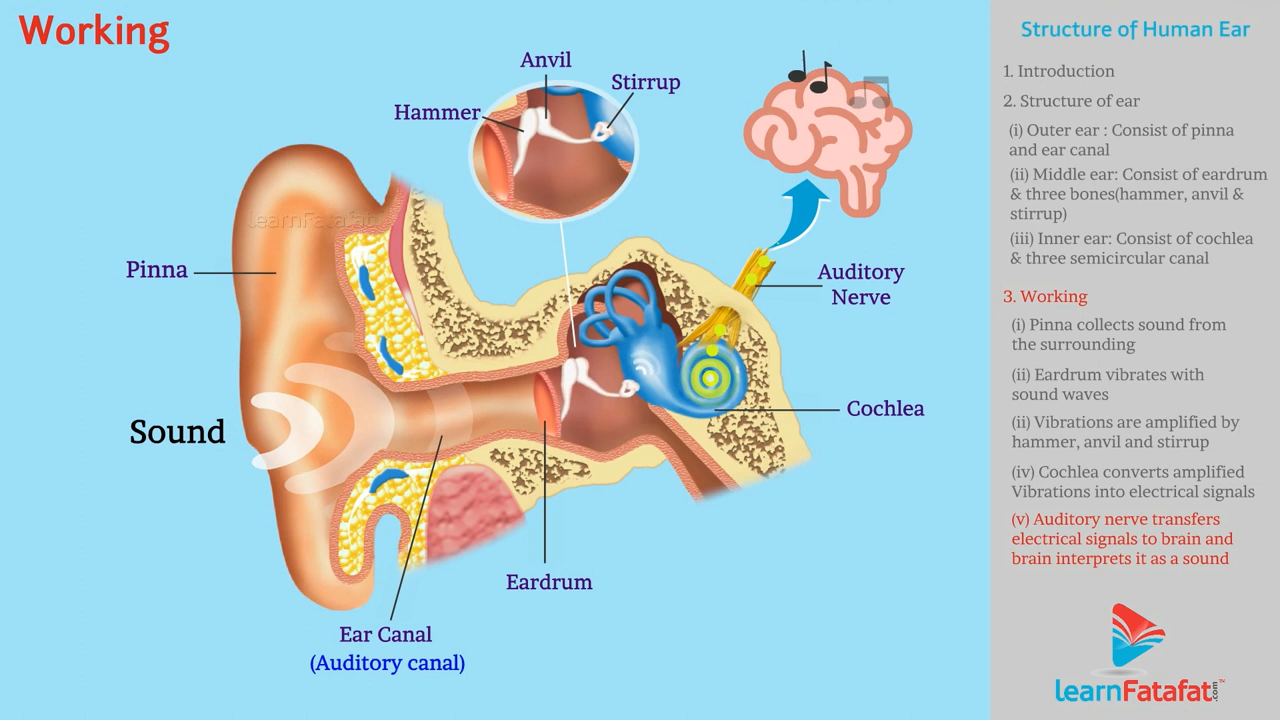 Working
Anvil
Stirrup
Hammer
learnFatafat
Pinna
Auditory
Nerve
Sound
Cochlea
Eardrum
Ear Canal
(Auditory canal)
Structure of Human Ear
1. Introduction
2. Structure of ear
(i) Outer ear : Consist of pinna
and ear canal
(ii) Middle ear: Consist of eardrum
& three bones(hammer, anvil &
stirrup)
(iii) Inner ear: Consist of cochlea
& three semicircular canal
3. Working
(i) Pinna collects sound from
the surrounding
(ii) Eardrum vibrates with
sound waves
(ii) Vibrations are amplified by
hammer, anvil and stirrup
(iv) Cochlea converts amplified
Vibrations into electrical signals
(v) Auditory nerve transfers
electrical signals to brain and
brain interprets it as a sound
learnFatafat.com™